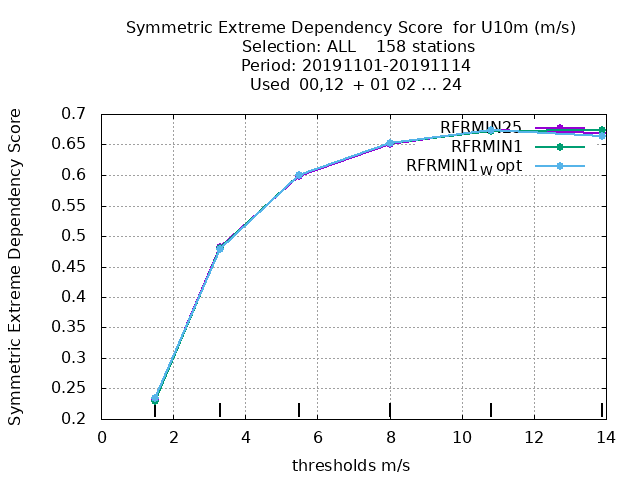 Symmetric Extreme Dependency Score for U10m (m/s)
Selection: ALL 158 stations
Period: 20191101-20191114
Used 00,12 + 01 02 ... 24
Symmetric Extreme Dependency Score
0.7
0.65
0.6
0.55
0.5
0.45
0.4
0.35
0.3
0.25
0.2
RFRMIN25
RFRMIN1
RFRMIN1W opt
0 2 4 6 8 10 12 14
thresholds m/s